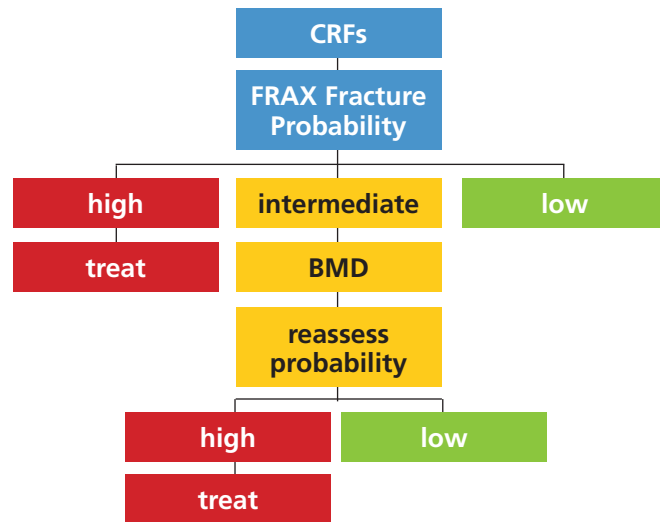 CRFs
FRAX Fracture
Probability
high
intermediate
low
treat
BMD
reassess
probability
high
low
treat